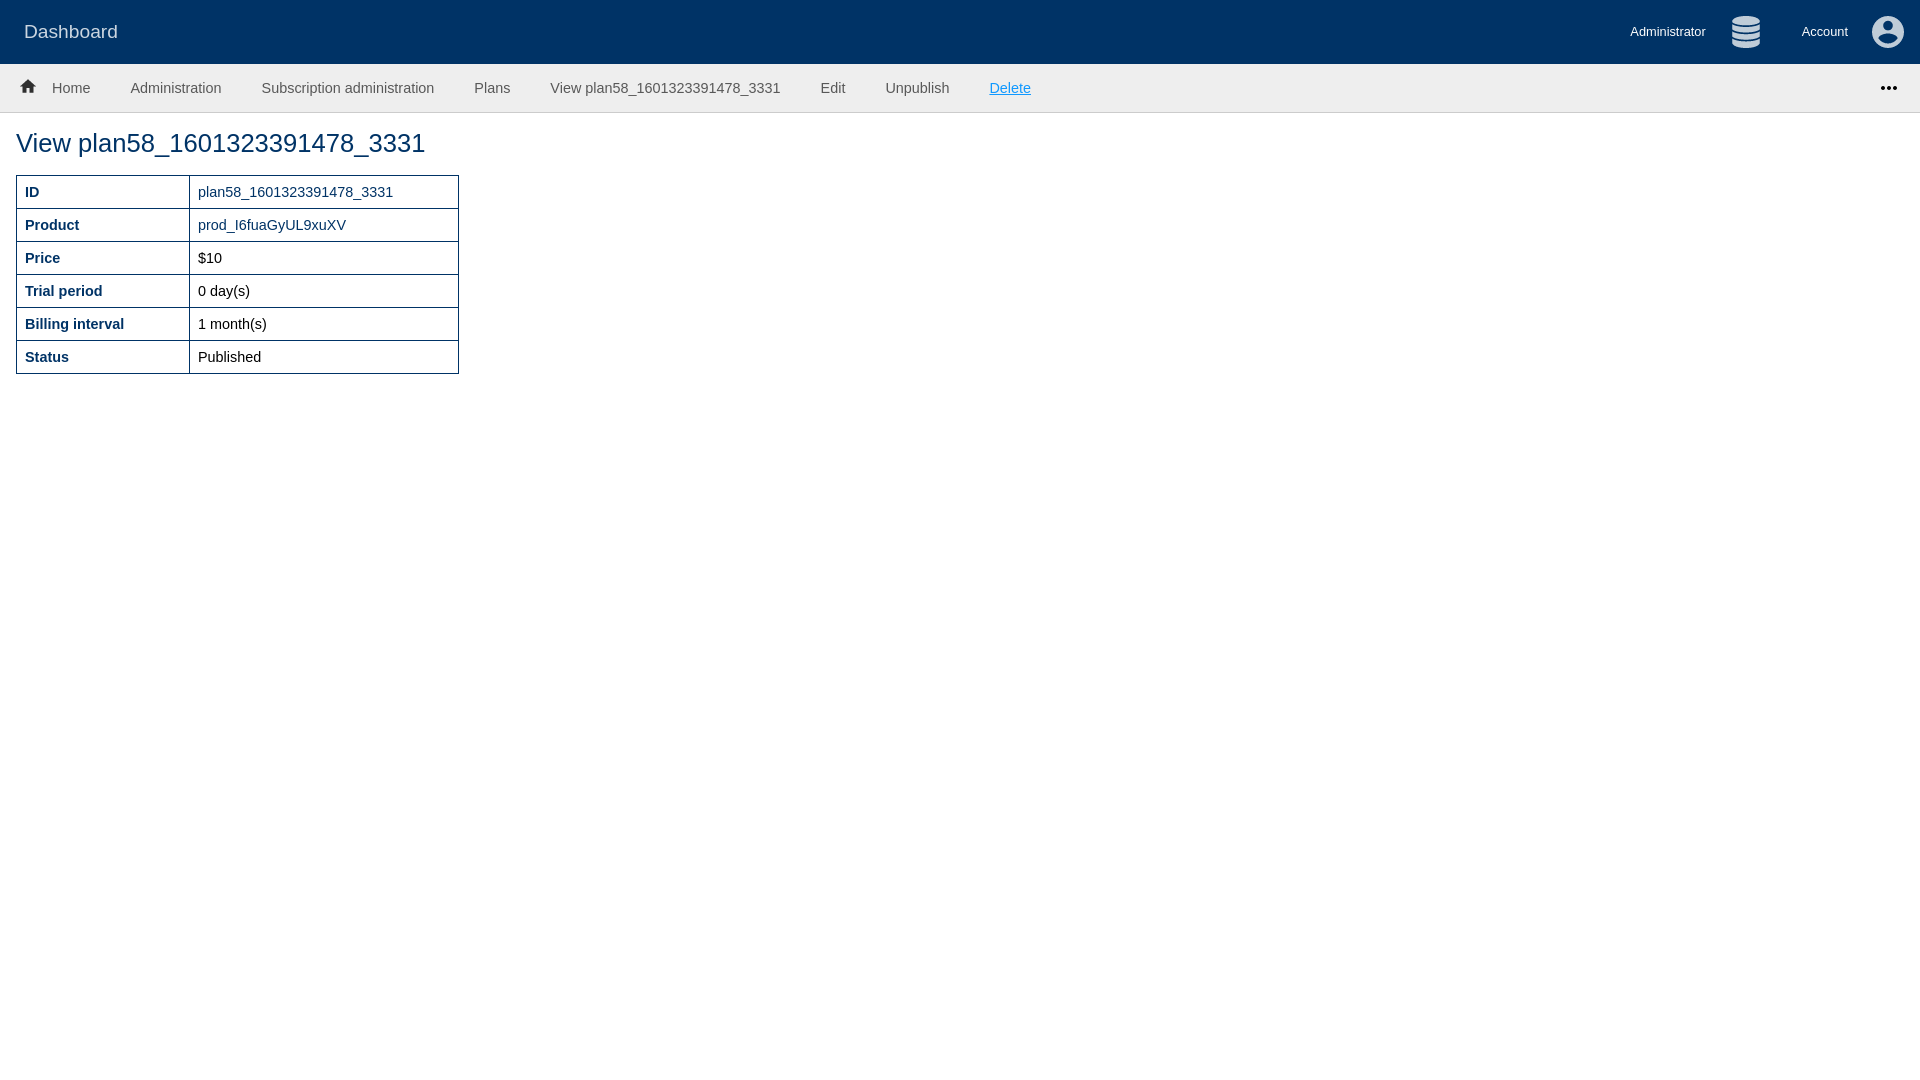 Dashboard
Administrator
Account
Home Administration Subscription administration Plans View plan58_1601323391478_3331 Edit Unpublish Delete
View plan58_1601323391478_3331
ID plan58_1601323391478_3331
Product prod_I6fuaGyUL9xuXV
Price $10
Trial period 0 day(s)
Billing interval 1 month(s)
Status Published